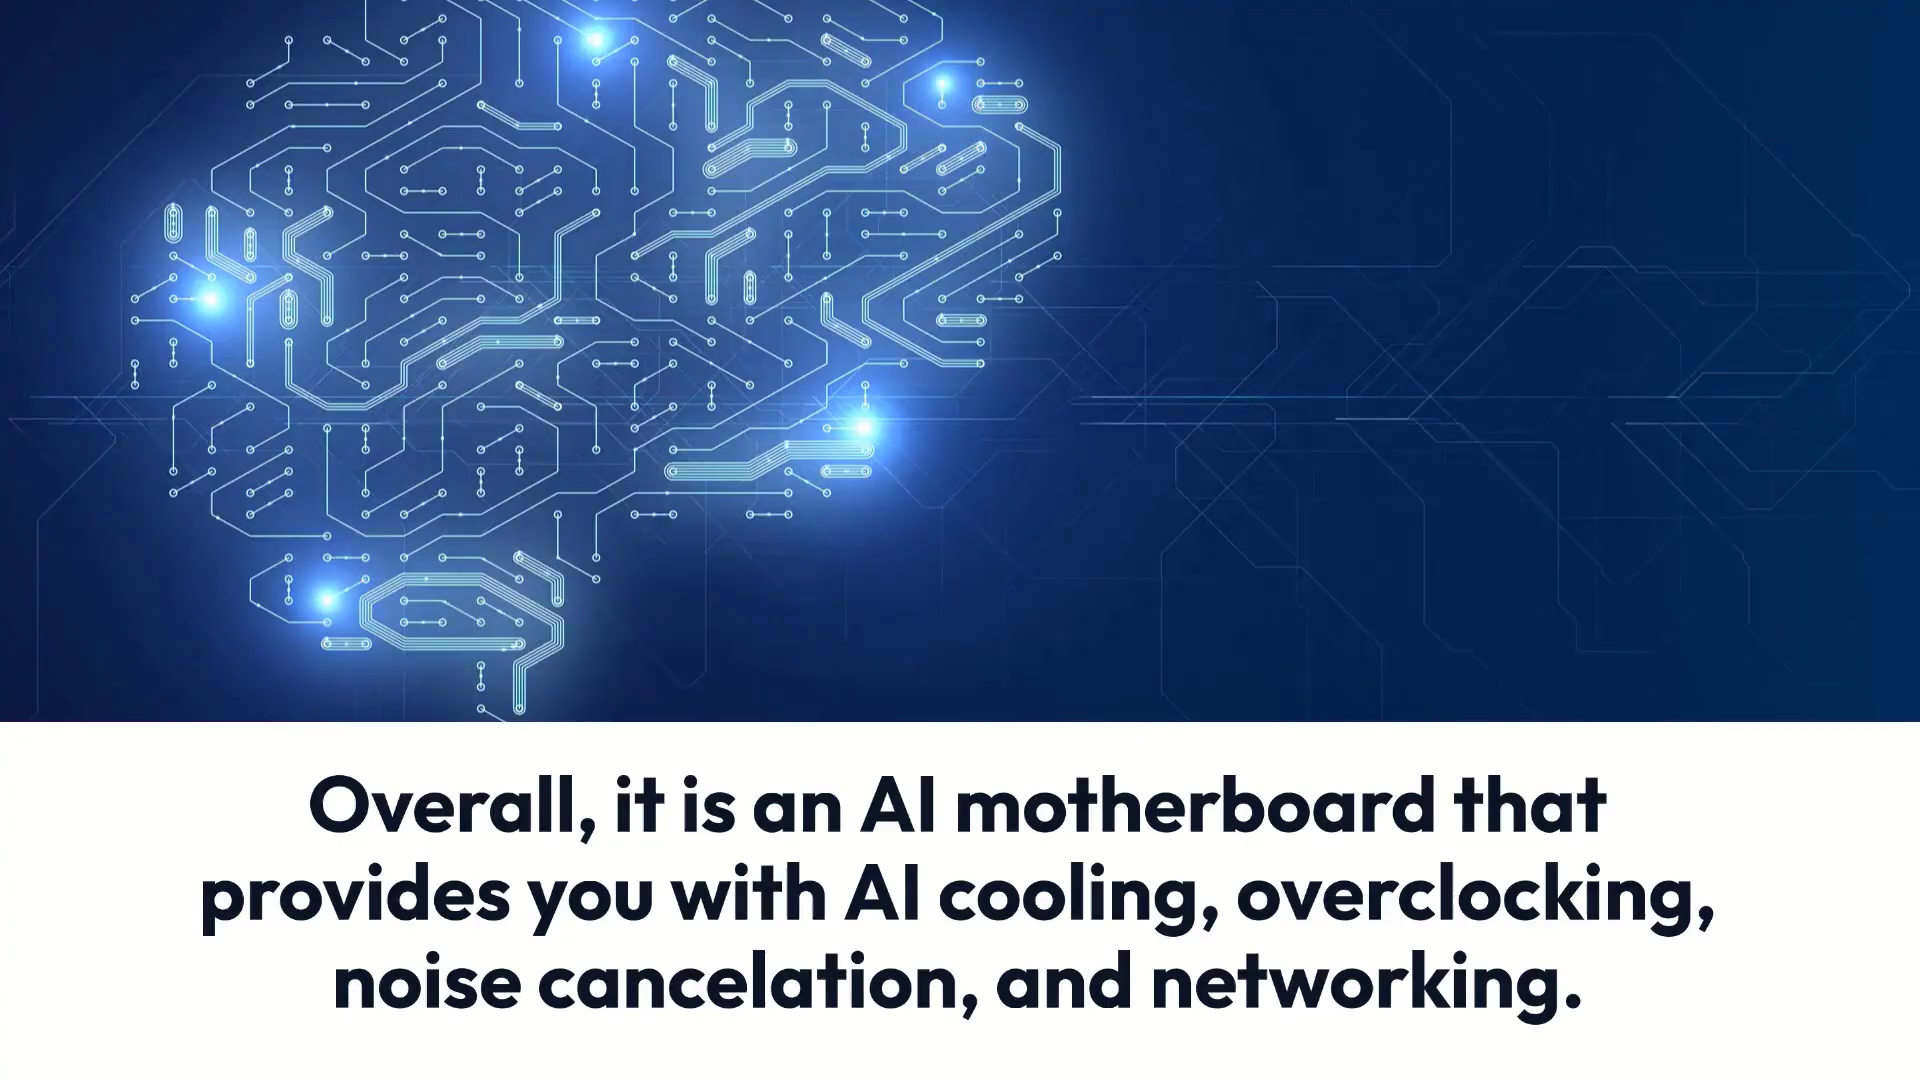 Overall, it is an AI motherboard that
provides you with AI cooling, overclocking,
noise cancelation, and networking.